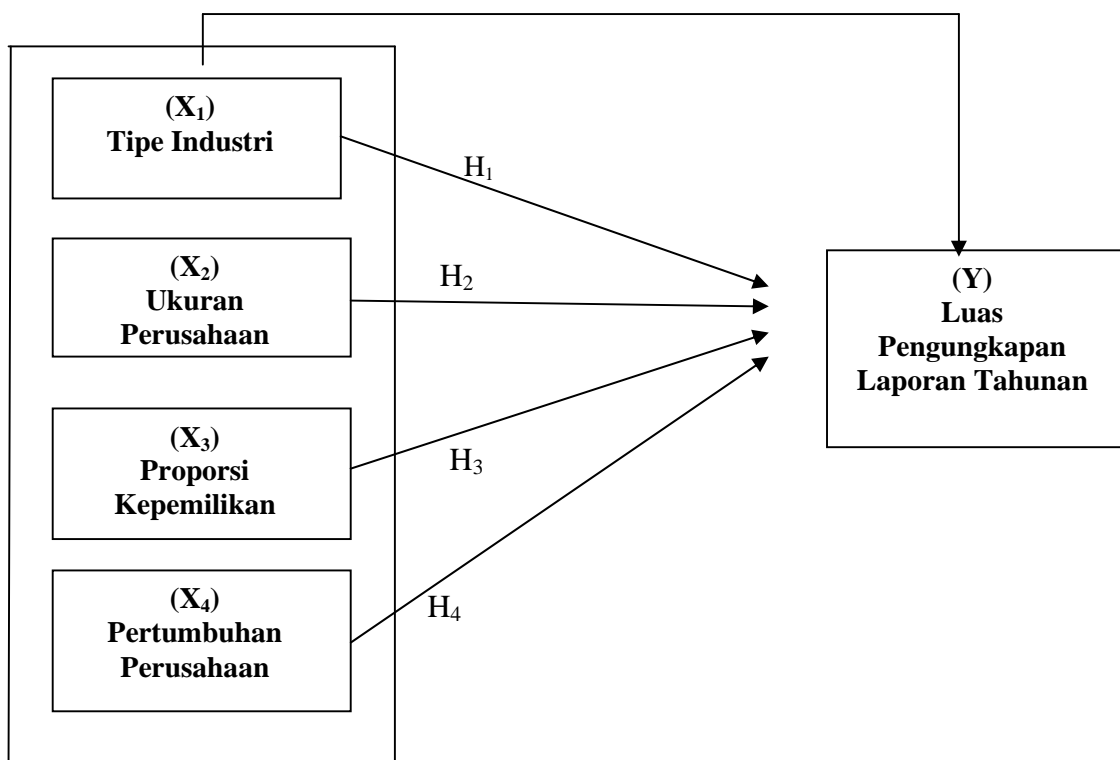 (X₁)
Tipe Industri
H₁
(X₂)
Ukuran
Perusahaan
H₂
(X₃)
Proporsi
Kepemilikan
H₃
(X₄)
Pertumbuhan
Perusahaan
H₄
(Y)
Luas
Pengungkapan
Laporan Tahunan